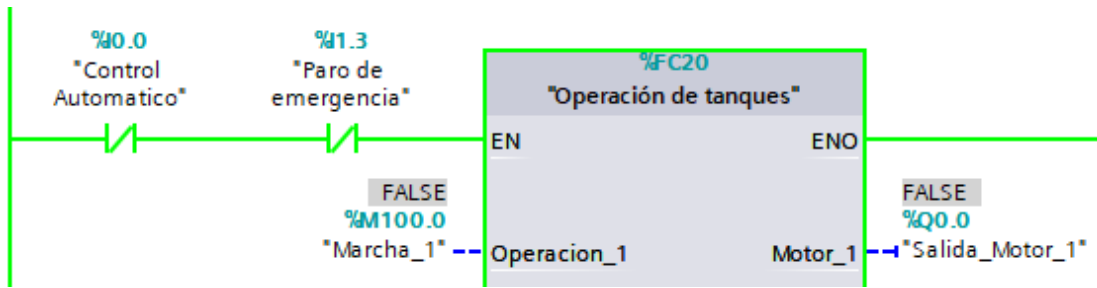 %I0.0
"Control
Automatico"
%I1.3
"Paro de
emergencia"
%FC20
"Operación de tanques"
EN
ENO
FALSE
%M100.0
"Marcha_1"
Operacion_1
Motor_1
FALSE
%Q0.0
"Salida_Motor_1"